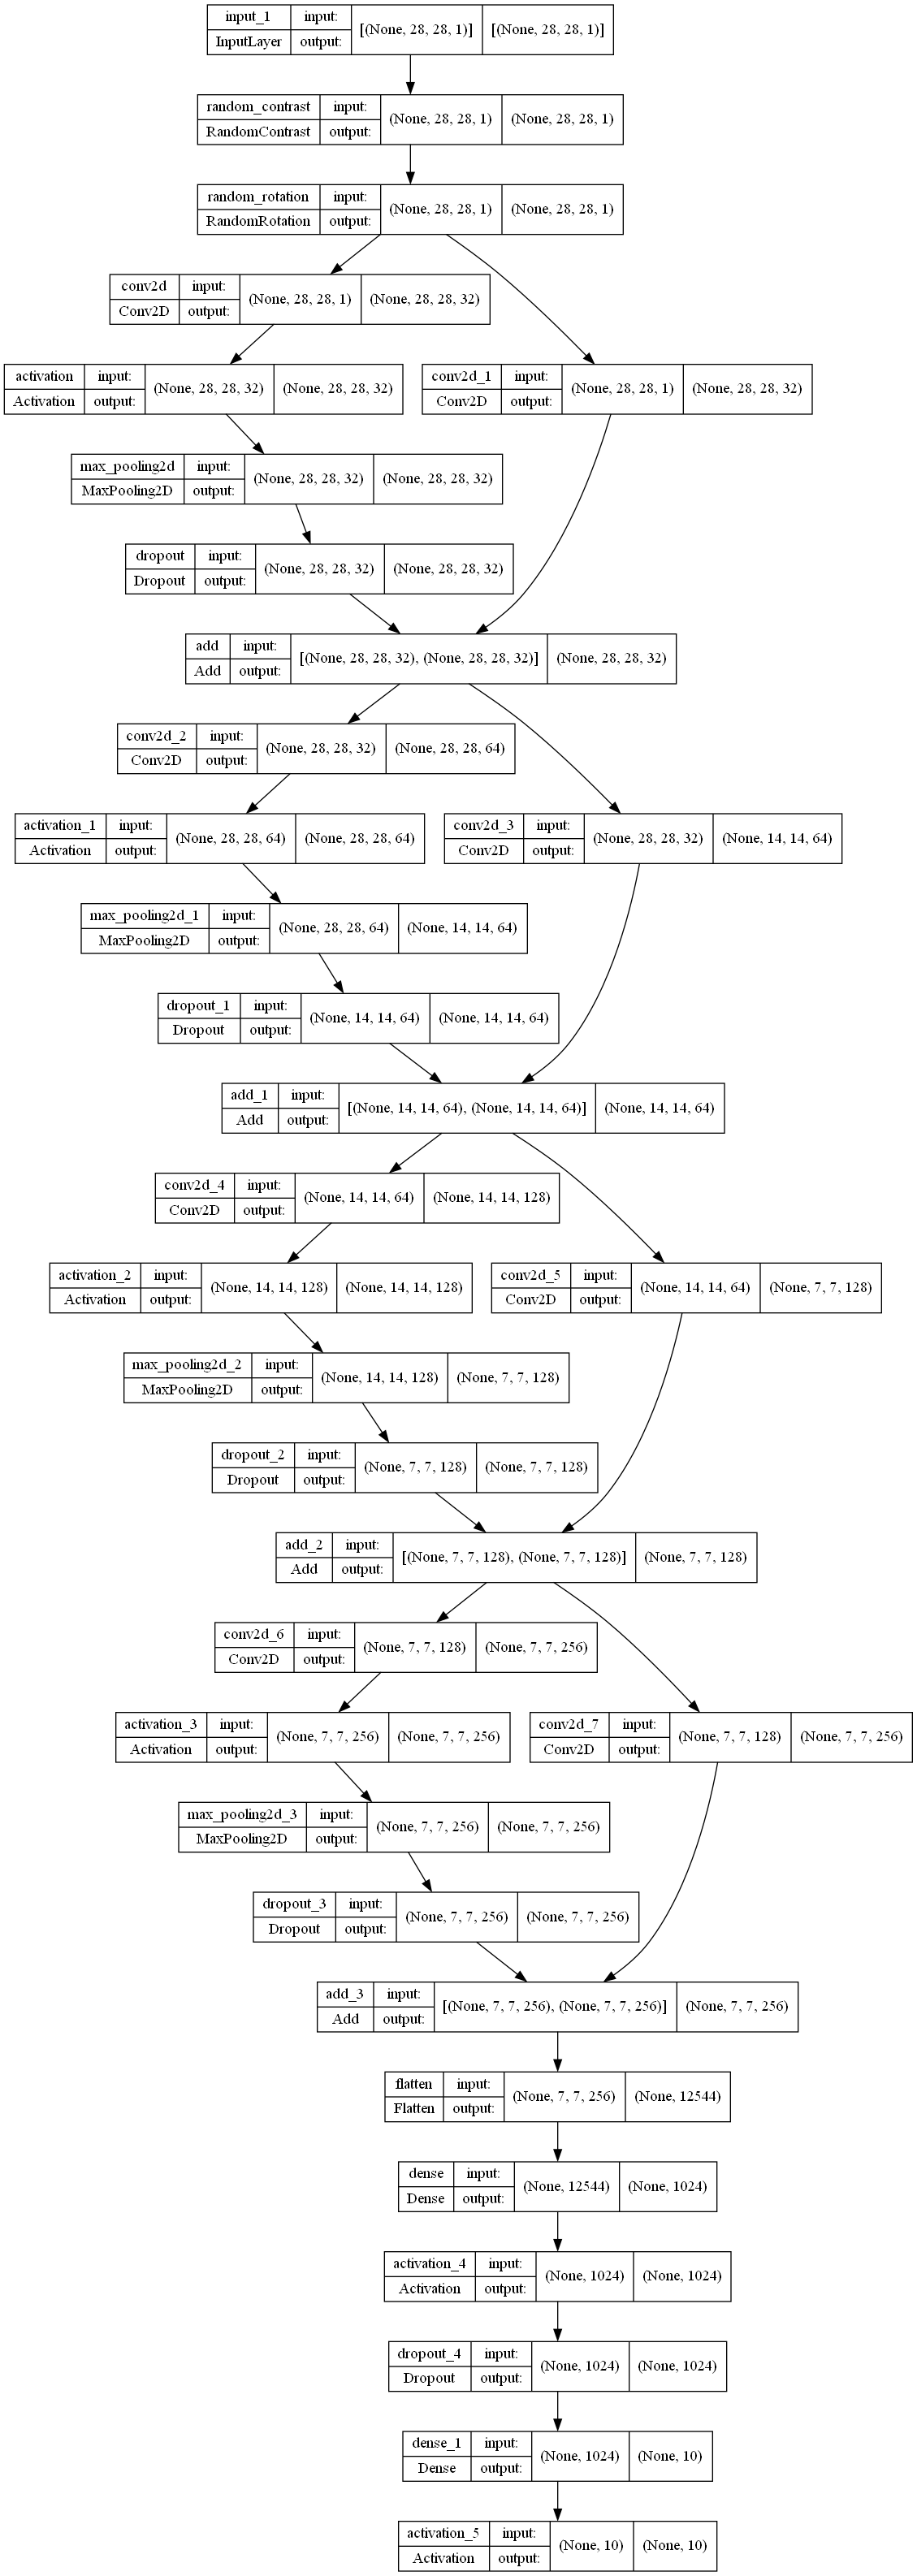 input_1 input: [(None, 28, 28, 1)] [(None, 28, 28, 1)]
InputLayer output:
random_contrast input: (None, 28, 28, 1) (None, 28, 28, 1)
RandomContrast output:
random_rotation input: (None, 28, 28, 1) (None, 28, 28, 1)
RandomRotation output:
conv2d input: (None, 28, 28, 1) (None, 28, 28, 32)
Conv2D output:
activation input: (None, 28, 28, 32) (None, 28, 28, 32)
Activation output:
conv2d_1 input: (None, 28, 28, 1) (None, 28, 28, 32)
Conv2D output:
max_pooling2d input: (None, 28, 28, 32) (None, 28, 28, 32)
MaxPooling2D output:
dropout input: (None, 28, 28, 32) (None, 28, 28, 32)
Dropout output:
add input: [(None, 28, 28, 32), (None, 28, 28, 32)] (None, 28, 28, 32)
Add output:
conv2d_2 input: (None, 28, 28, 32) (None, 28, 28, 64)
Conv2D output:
activation_1 input: (None, 28, 28, 64) (None, 28, 28, 64)
Activation output:
conv2d_3 input: (None, 28, 28, 32) (None, 14, 14, 64)
Conv2D output:
max_pooling2d_1 input: (None, 28, 28, 64) (None, 14, 14, 64)
MaxPooling2D output:
dropout_1 input: (None, 14, 14, 64) (None, 14, 14, 64)
Dropout output:
add_1 input: [(None, 14, 14, 64), (None, 14, 14, 64)] (None, 14, 14, 64)
Add output:
conv2d_4 input: (None, 14, 14, 64) (None, 14, 14, 128)
Conv2D output:
activation_2 input: (None, 14, 14, 128) (None, 14, 14, 128)
Activation output:
conv2d_5 input: (None, 14, 14, 64) (None, 7, 7, 128)
Conv2D output:
max_pooling2d_2 input: (None, 14, 14, 128) (None, 7, 7, 128)
MaxPooling2D output:
dropout_2 input: (None, 7, 7, 128) (None, 7, 7, 128)
Dropout output:
add_2 input: [(None, 7, 7, 128), (None, 7, 7, 128)] (None, 7, 7, 128)
Add output:
conv2d_6 input: (None, 7, 7, 128) (None, 7, 7, 256)
Conv2D output:
activation_3 input: (None, 7, 7, 256) (None, 7, 7, 256)
Activation output:
conv2d_7 input: (None, 7, 7, 128) (None, 7, 7, 256)
Conv2D output:
max_pooling2d_3 input: (None, 7, 7, 256) (None, 7, 7, 256)
MaxPooling2D output:
dropout_3 input: (None, 7, 7, 256) (None, 7, 7, 256)
Dropout output:
add_3 input: [(None, 7, 7, 256), (None, 7, 7, 256)] (None, 7, 7, 256)
Add output:
flatten input: (None, 7, 7, 256) (None, 12544)
Flatten output:
dense input: (None, 12544) (None, 1024)
Dense output:
activation_4 input: (None, 1024) (None, 1024)
Activation output:
dropout_4 input: (None, 1024) (None, 1024)
Dropout output:
dense_1 input: (None, 1024) (None, 10)
Dense output:
activation_5 input: (None, 10) (None, 10)
Activation output: